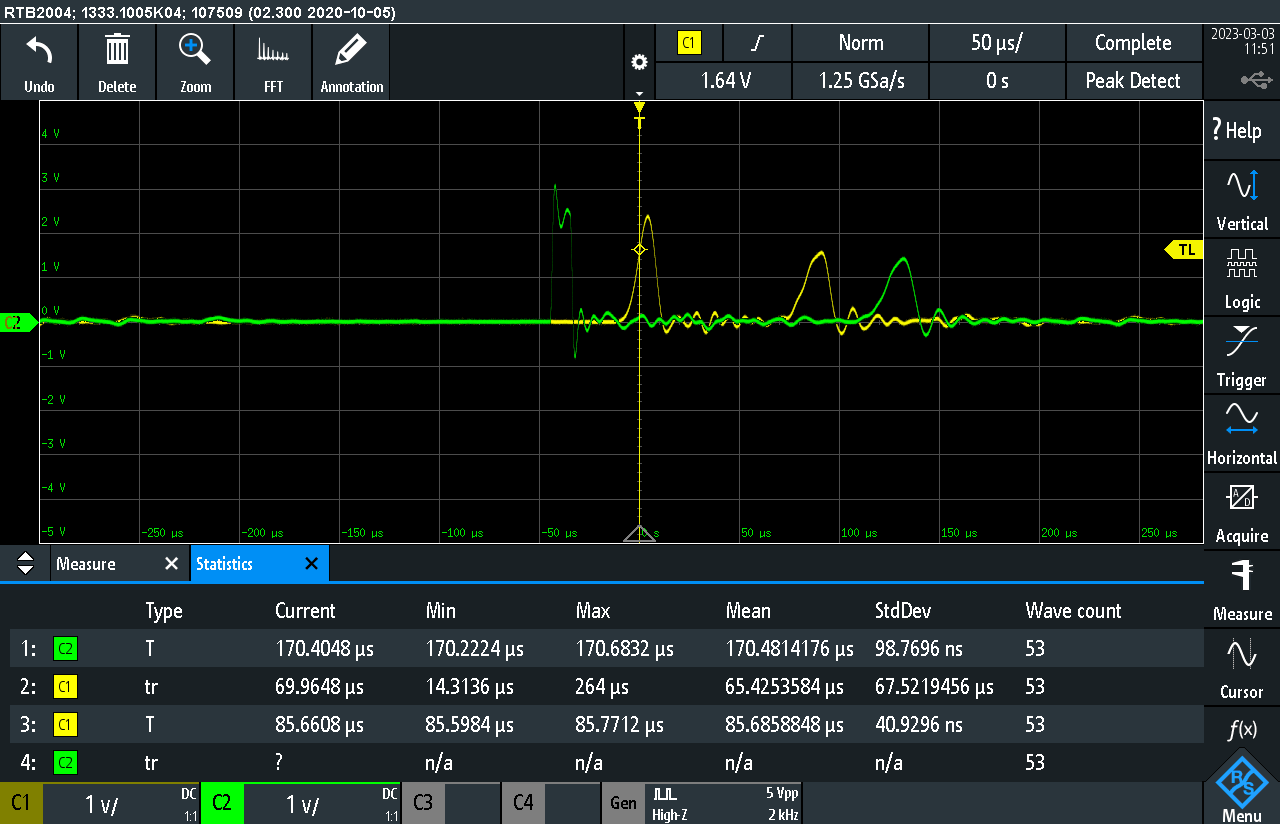 RTB2004; 1333.1005K04; 107509 (02.300 2020-10-05)
Undo
Delete
Zoom
FFT
Annotation
C1
Norm
50 µs/
Complete
1.64 V
1.25 GSa/s
0 s
Peak Detect
2023-03-03
11:51
? Help
Vertical
Logic
Trigger
Horizontal
A/D
Acquire
Measure
Cursor
f(x)
R S
Menu
T
TL
4 V
3 V
2 V
1 V
0 V
-1 V
-2 V
-3 V
-4 V
-5 V
C2
-250 µs
-200 µs
-150 µs
-100 µs
-50 µs
0 s
50 µs
100 µs
150 µs
200 µs
250 µs
Measure
Statistics
Type Current Min Max Mean StdDev Wave count
1: C2 T 170.4048 µs 170.2224 µs 170.6832 µs 170.4814176 µs 98.7696 ns 53
2: C1 tr 69.9648 µs 14.3136 µs 264 µs 65.4253584 µs 67.5219456 µs 53
3: C1 T 85.6608 µs 85.5984 µs 85.7712 µs 85.6858848 µs 40.9296 ns 53
4: C2 tr ? n/a n/a n/a n/a 53
C1 1 V/ DC 1:1
C2 1 V/ DC 1:1
C3
C4
Gen High-Z 5 Vpp 2 kHz